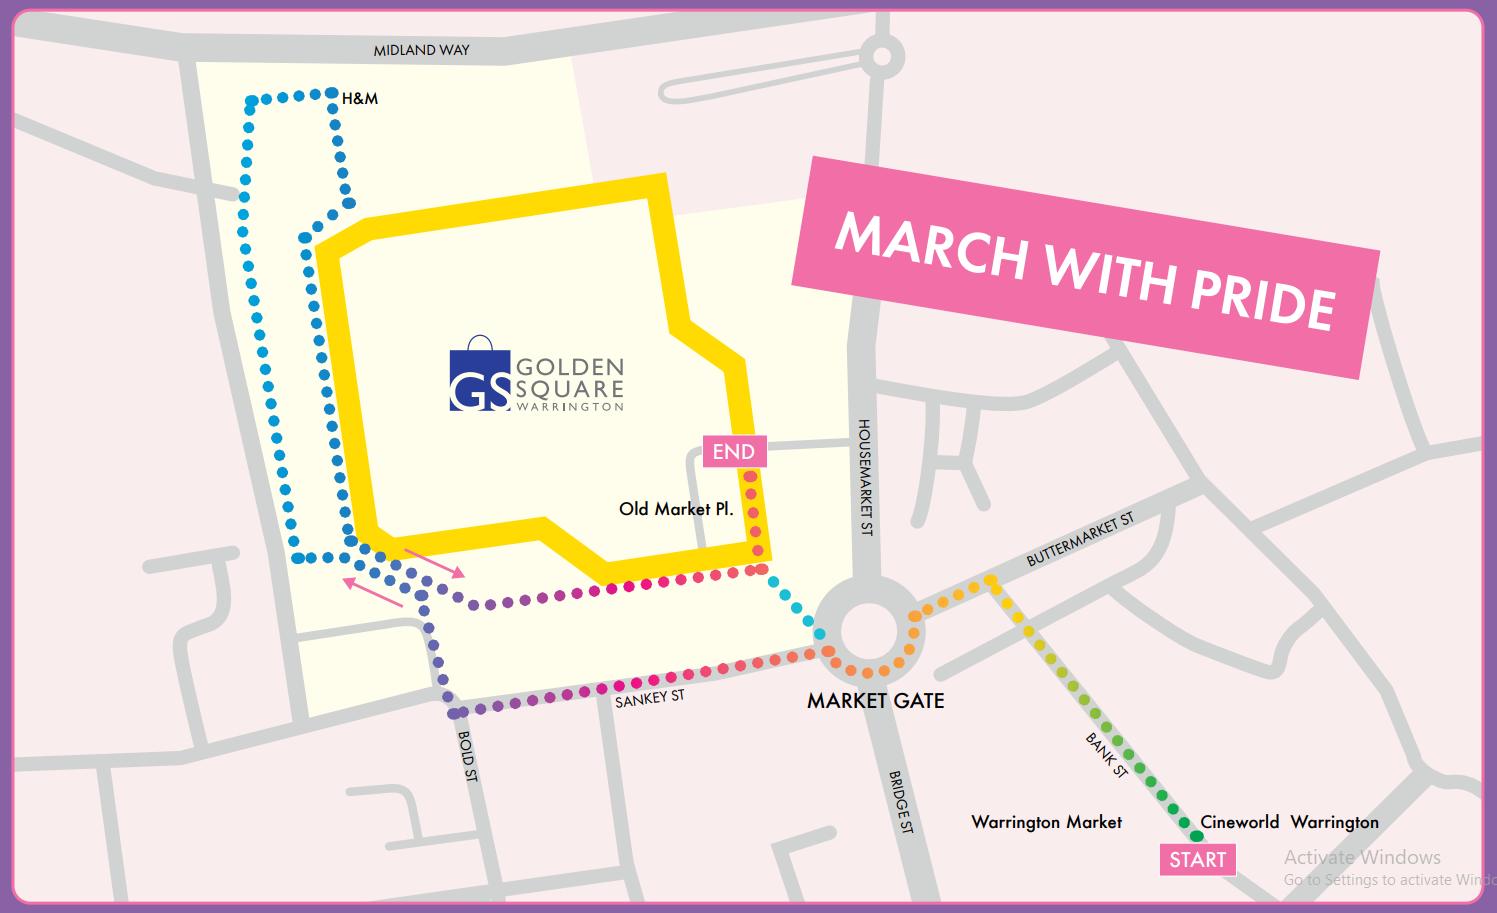 MIDLAND WAY
H&M
MARCH WITH PRIDE
GS
GOLDEN
SQUARE
WARRINGTON
END
HOUSEMARKET ST
Old Market Pl.
BUTTERMARKET ST
SANKEY ST
MARKET GATE
BOLD ST
BANK ST
BRIDGE ST
Warrington Market
Cineworld Warrington
START
Activate Windows
Go to Settings to activate Windo